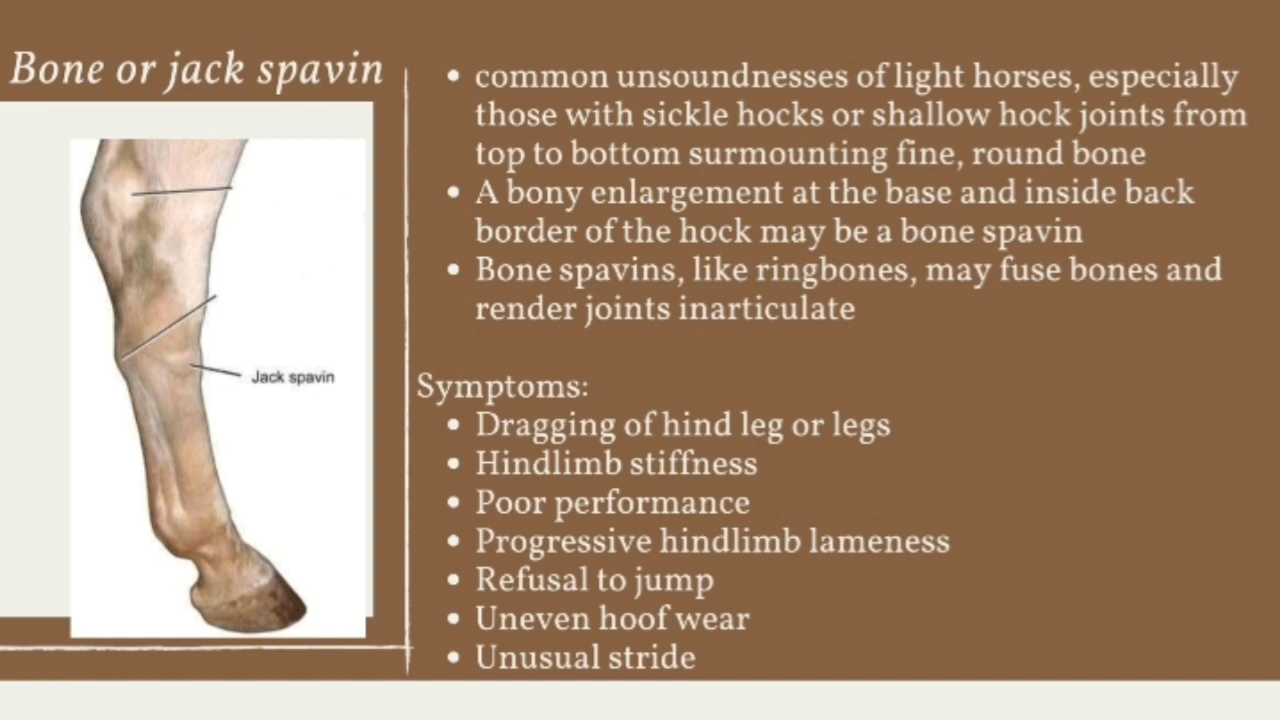 Bone or jack spavin
• common unsoundnesses of light horses, especially
those with sickle hocks or shallow hock joints from
top to bottom surmounting fine, round bone
• A bony enlargement at the base and inside back
border of the hock may be a bone spavin
• Bone spavins, like ringbones, may fuse bones and
render joints inarticulate
Jack spavin
Symptoms:
• Dragging of hind leg or legs
• Hindlimb stiffness
• Poor performance
• Progressive hindlimb lameness
• Refusal to jump
• Uneven hoof wear
• Unusual stride